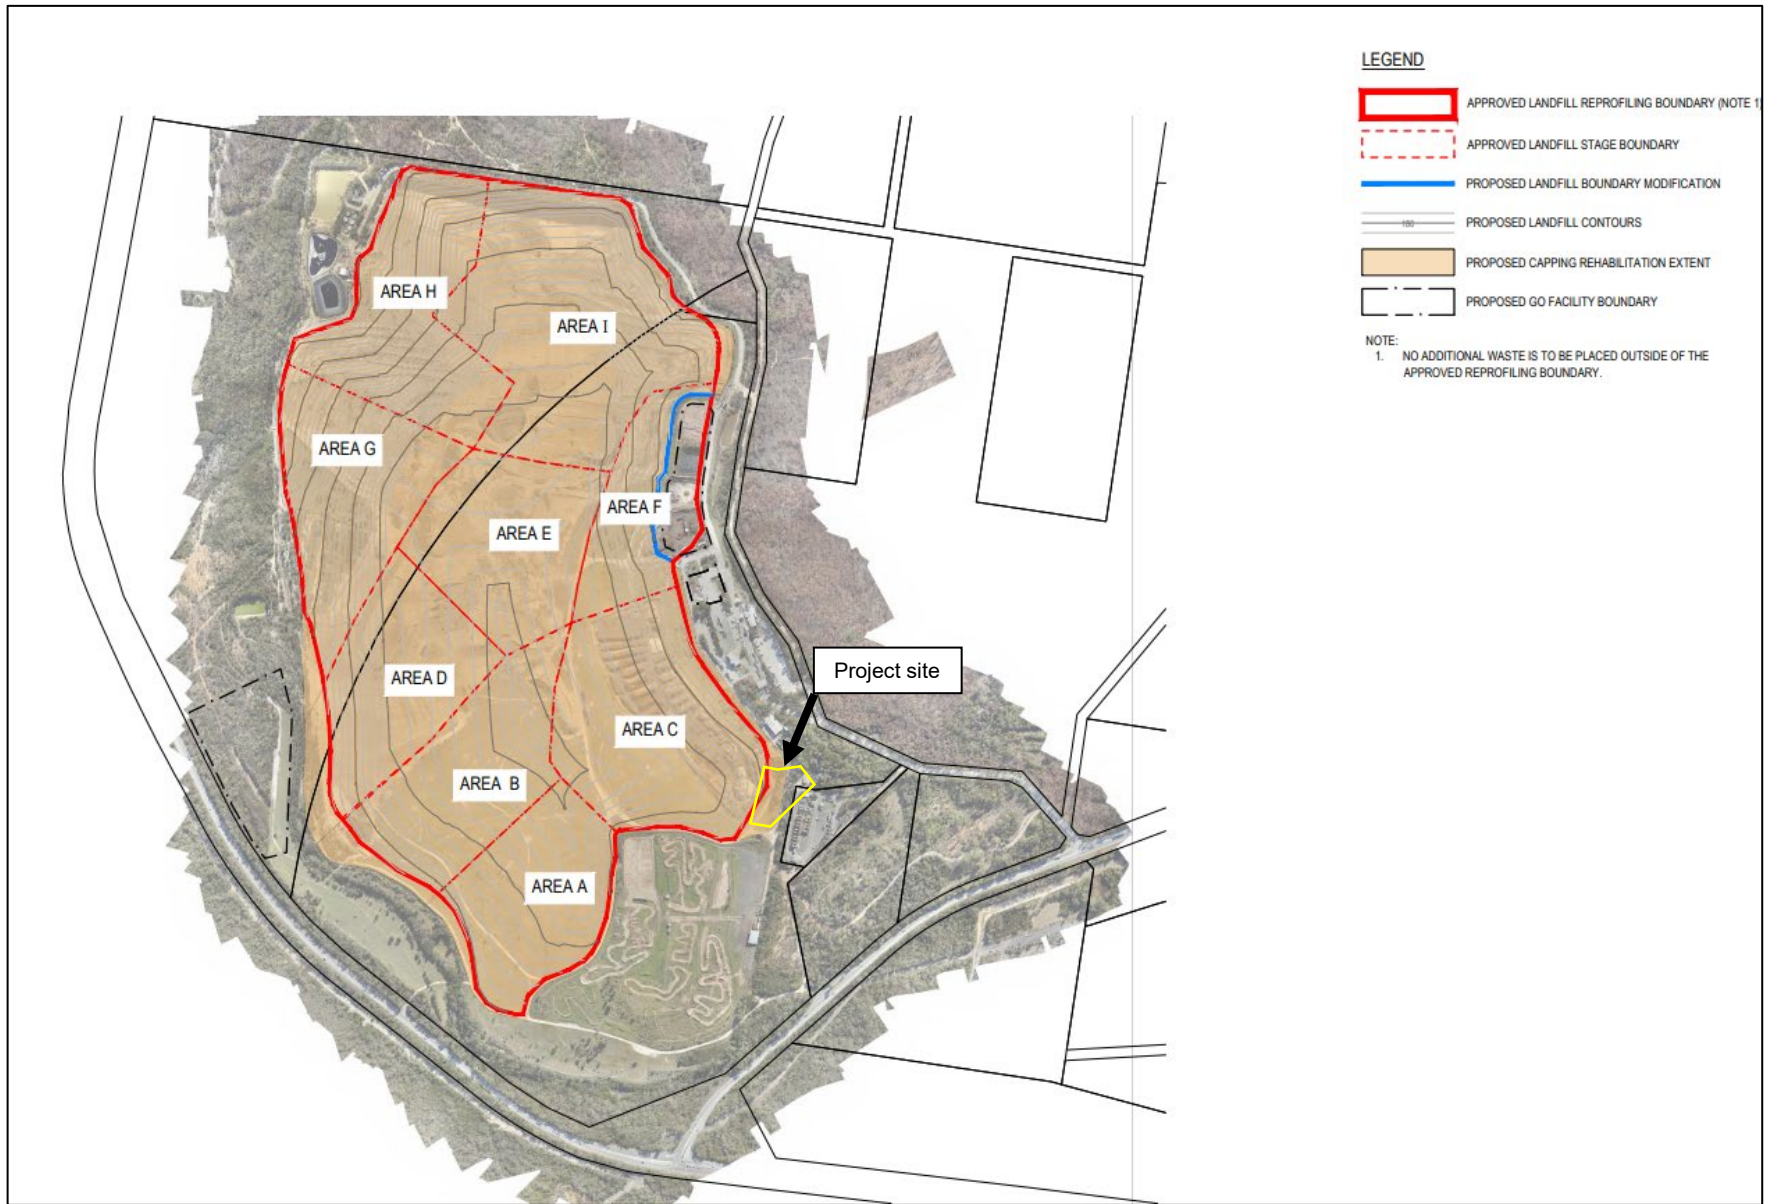 LEGEND
APPROVED LANDFILL REPROFILING BOUNDARY (NOTE 1)
APPROVED LANDFILL STAGE BOUNDARY
PROPOSED LANDFILL BOUNDARY MODIFICATION
180
PROPOSED LANDFILL CONTOURS
PROPOSED CAPPING REHABILITATION EXTENT
PROPOSED GO FACILITY BOUNDARY
NOTE:
1. NO ADDITIONAL WASTE IS TO BE PLACED OUTSIDE OF THE
APPROVED REPROFILING BOUNDARY.
AREA H
AREA I
AREA G
AREA F
AREA E
Project site
AREA D
AREA C
AREA B
AREA A